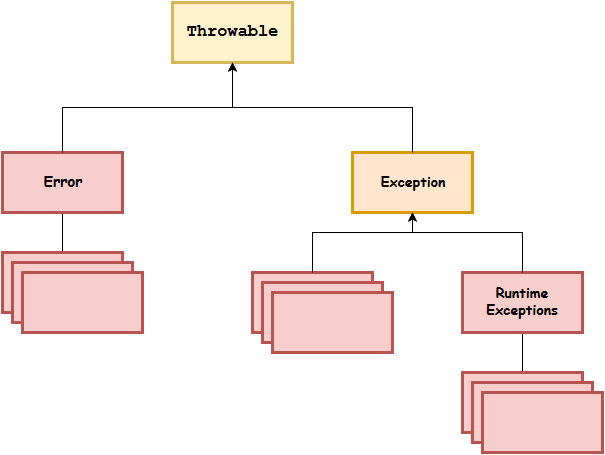 Throwable
Error
Exception
Runtime
Exceptions